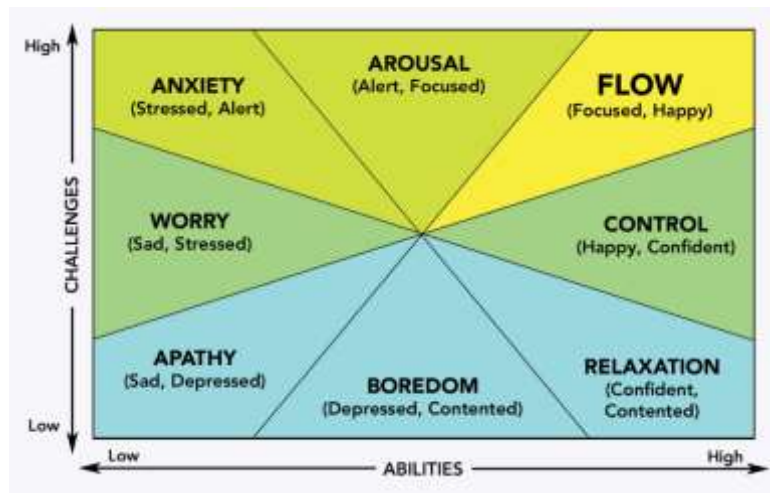 High
AROUSAL
(Alert, Focused)
ANXIETY
(Stressed, Alert)
FLOW
(Focused, Happy)
CHALLENGES
WORRY
(Sad, Stressed)
CONTROL
(Happy, Confident)
APATHY
(Sad, Depressed)
BOREDOM
(Depressed, Contented)
RELAXATION
(Confident,
Contented)
Low
Low
ABILITIES
High